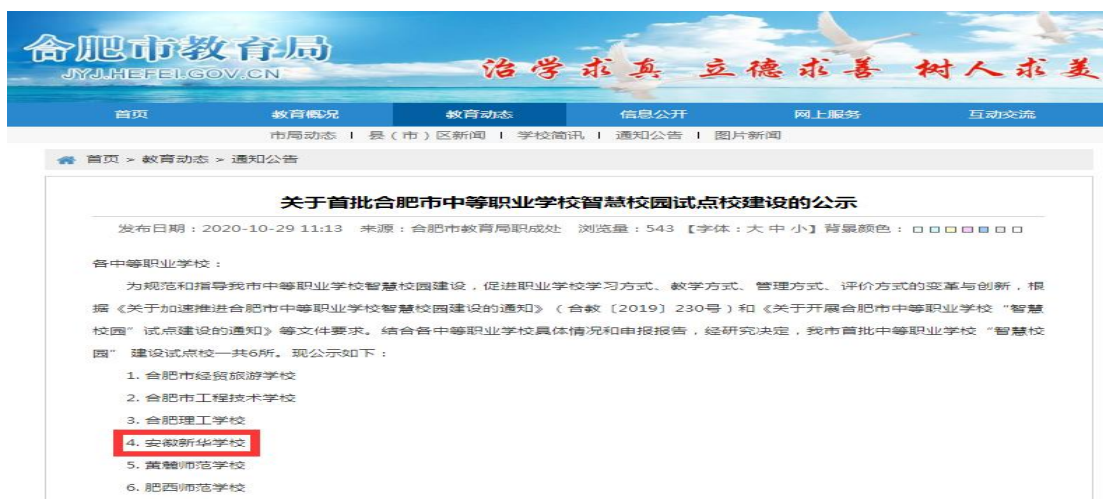 合肥市教育局
JYJ.HEFEI.GOV.CN
治学求真 立德求善 树人求美
首页 教育概况 教育动态 信息公开 网上服务 互动交流
市局动态 | 县(市)区新闻 | 学校简讯 | 通知公告 | 图片新闻
首页 > 教育动态 > 通知公告
关于首批合肥市中等职业学校智慧校园试点校建设的公示
发布日期:2020-10-29 11:13 来源:合肥市教育局职成处 浏览量:543 【字体:大 中 小】背景颜色:
各中等职业学校:
为规范和指导我市中等职业学校智慧校园建设,促进职业学校学习方式、教学方式、管理方式、评价方式的变革与创新,根
据《关于加速推进合肥市中等职业学校智慧校园建设的通知》(合教〔2019〕230号)和《关于开展合肥市中等职业学校“智慧
校园”试点建设的通知》等文件要求。结合各中等职业学校具体情况和申报报告,经研究决定,我市首批中等职业学校“智慧校
园” 建设试点校一共6所。现公示如下:
1. 合肥市经贸旅游学校
2. 合肥市工程技术学校
3. 合肥理工学校
4. 安徽新华学校
5. 黄麓师范学校
6. 肥西师范学校